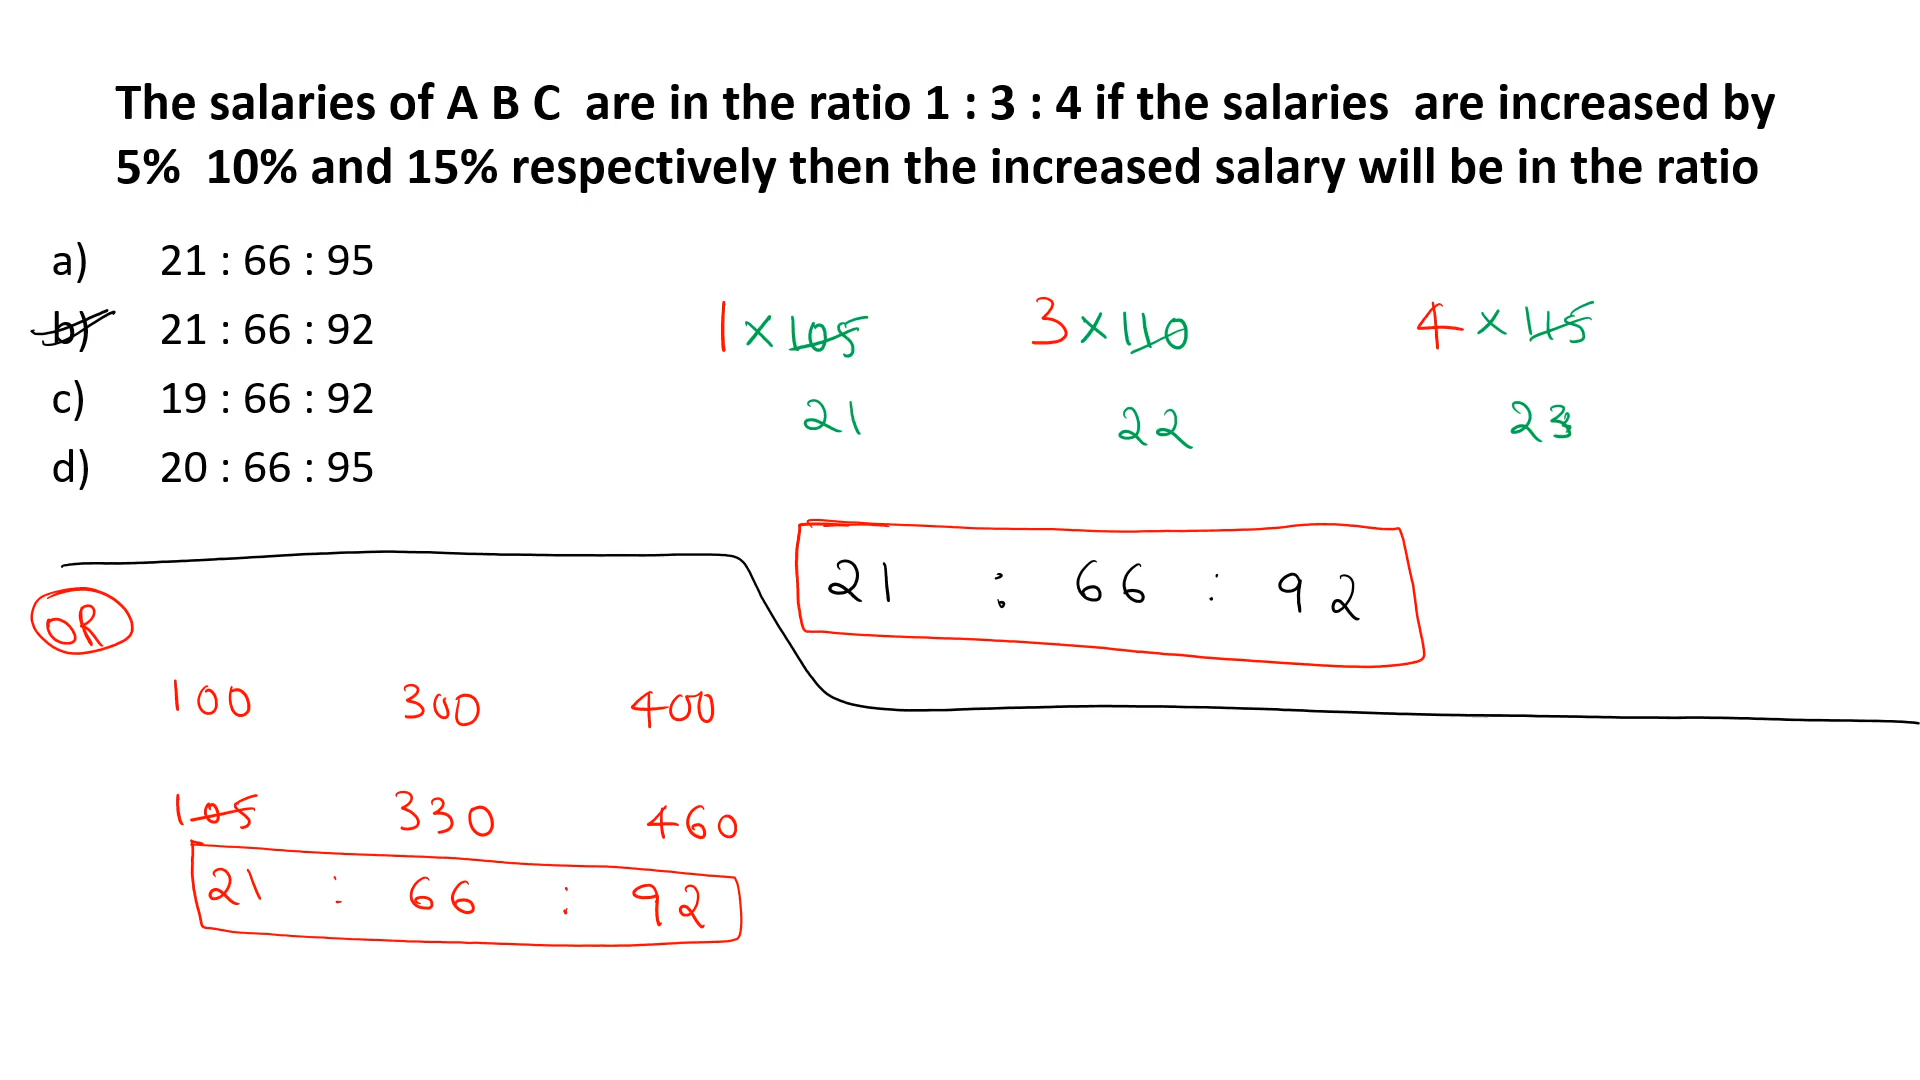 The salaries of A B C are in the ratio 1 : 3 : 4 if the salaries are increased by
5% 10% and 15% respectively then the increased salary will be in the ratio
a) 21 : 66 : 95
b) 21 : 66 : 92
c) 19 : 66 : 92
d) 20 : 66 : 95
1 × 105 3 × 110 4 × 115
21 22 23
21 : 66 : 92
OR
100 300 400
105 330 460
21 : 66 : 92